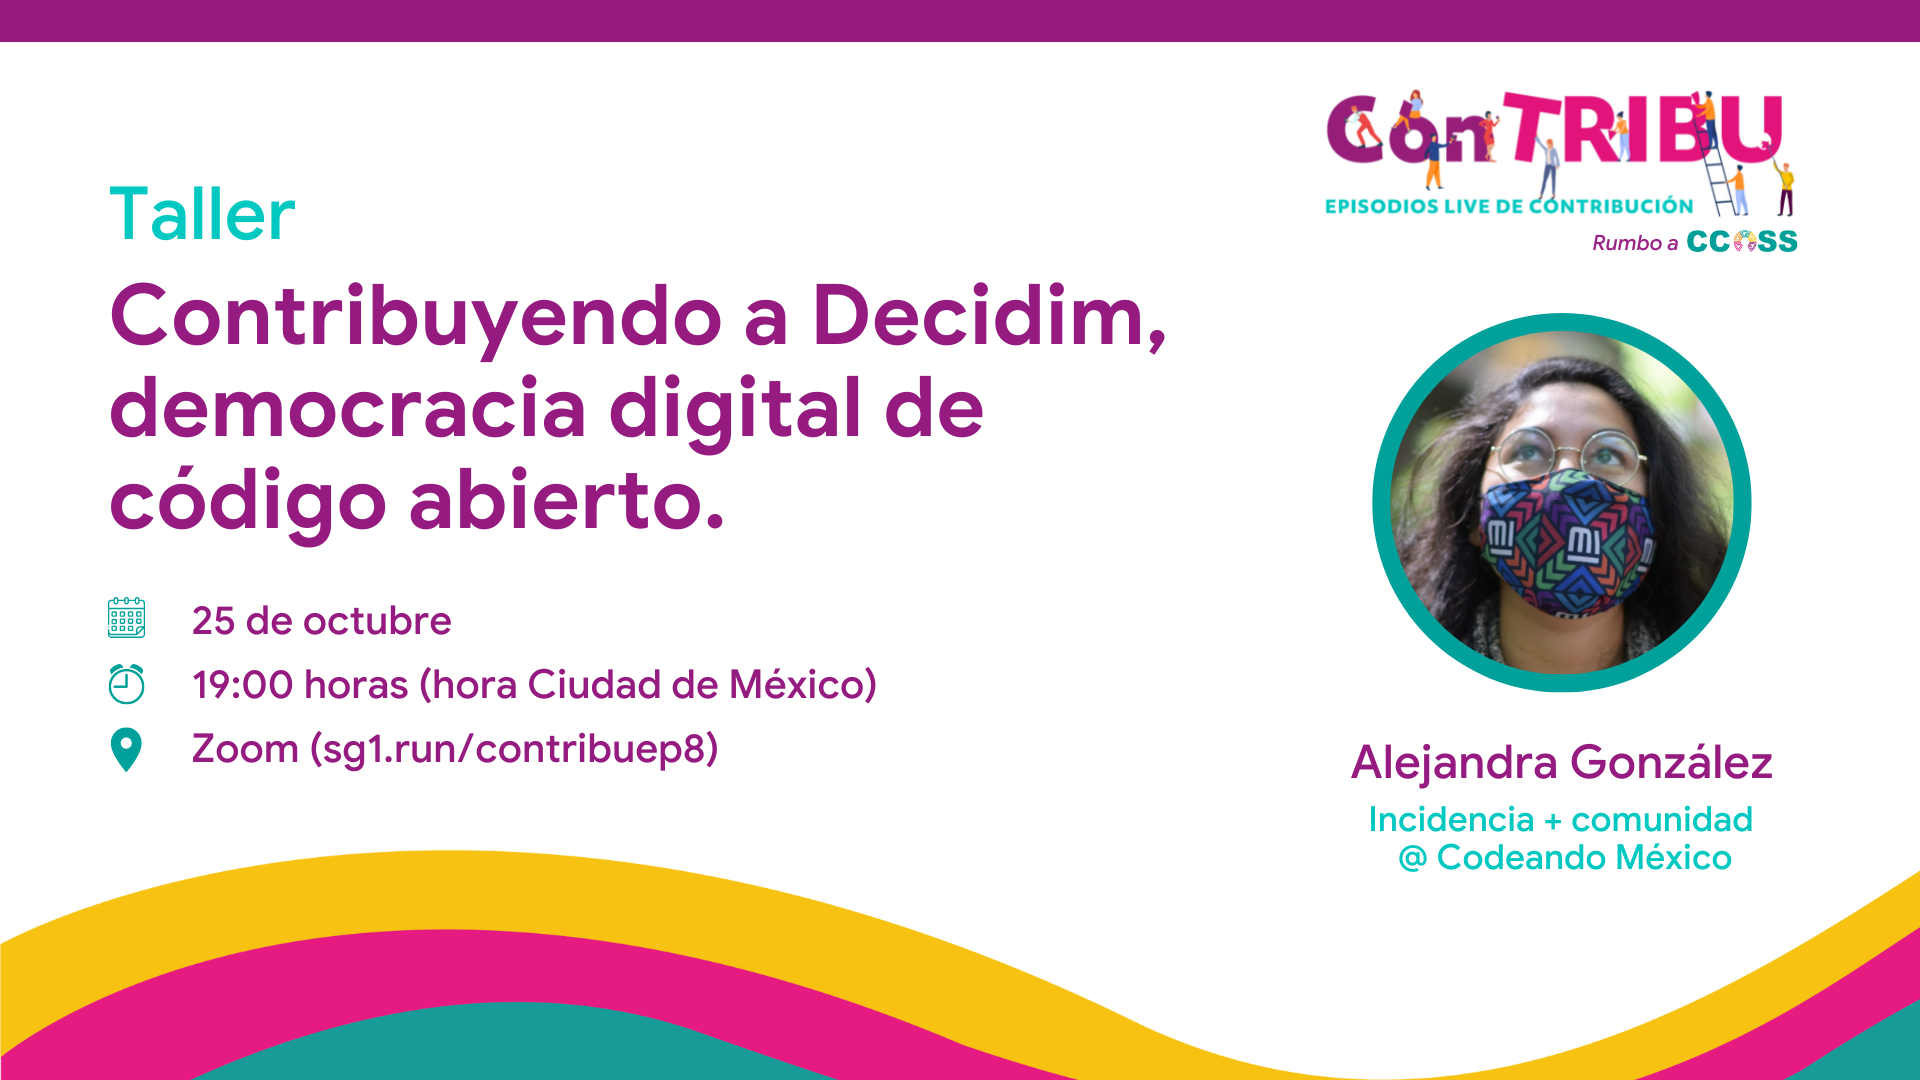 ConTRIBU
EPISODIOS LIVE DE CONTRIBUCIÓN
Rumbo a CCOSS
Taller
Contribuyendo a Decidim,
democracia digital de
código abierto.
25 de octubre
19:00 horas (hora Ciudad de México)
Zoom (sg1.run/contribuep8)
Alejandra González
Incidencia + comunidad
@ Codeando México